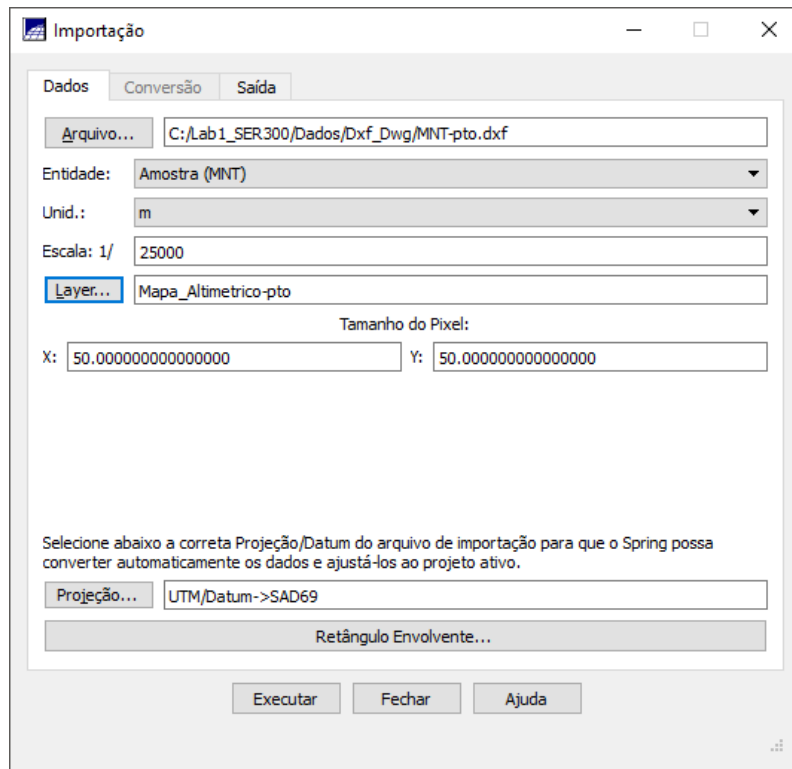 Importação
Dados Conversão Saída
Arquivo... C:/Lab1_SER300/Dados/Dxf_Dwg/MNT-pto.dxf
Entidade: Amostra (MNT)
Unid.: m
Escala: 1/ 25000
Layer... Mapa_Altimetrico-pto
Tamanho do Pixel:
X: 50.000000000000000 Y: 50.000000000000000
Selecione abaixo a correta Projeção/Datum do arquivo de importação para que o Spring possa
converter automaticamente os dados e ajustá-los ao projeto ativo.
Projeção... UTM/Datum->SAD69
Retângulo Envolvente...
Executar Fechar Ajuda